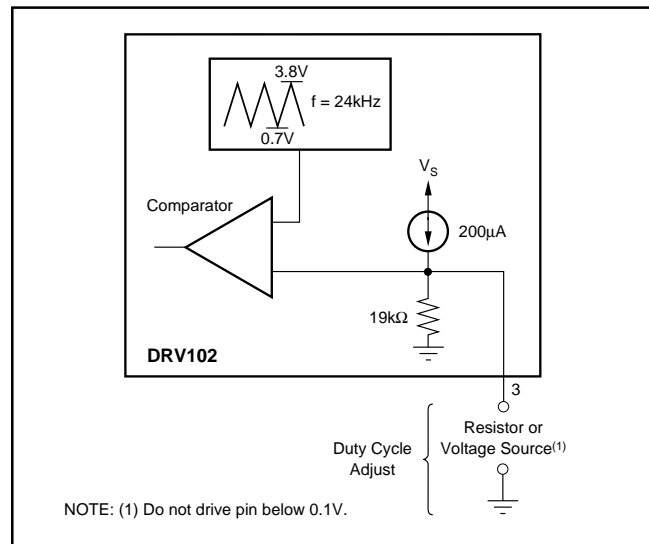 3.8V
f = 24kHz
0.7V
V_S
Comparator
200μA
19kΩ
DRV102
3
Duty Cycle
Adjust
Resistor or
Voltage Source(1)
NOTE: (1) Do not drive pin below 0.1V.